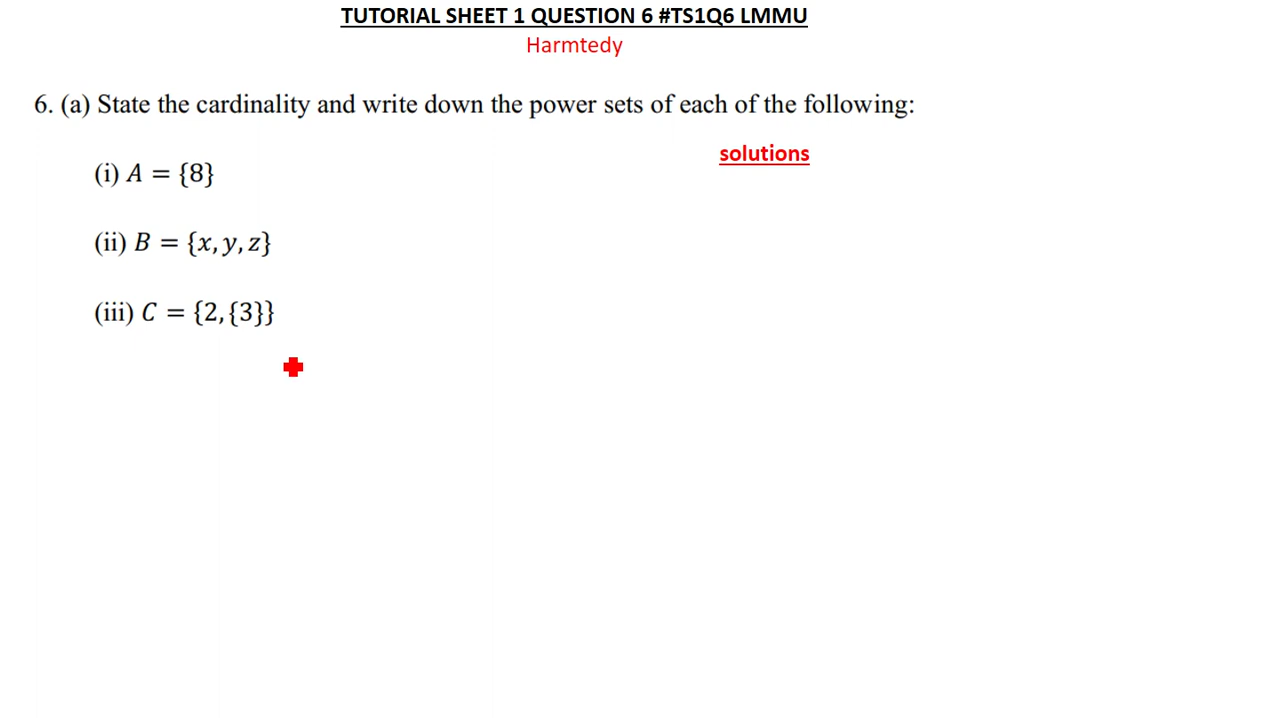 TUTORIAL SHEET 1 QUESTION 6 #TS1Q6 LMMU
Harmtedy
6. (a) State the cardinality and write down the power sets of each of the following:
solutions
(i) A = {8}
(ii) B = {x, y, z}
(iii) C = {2, {3}}